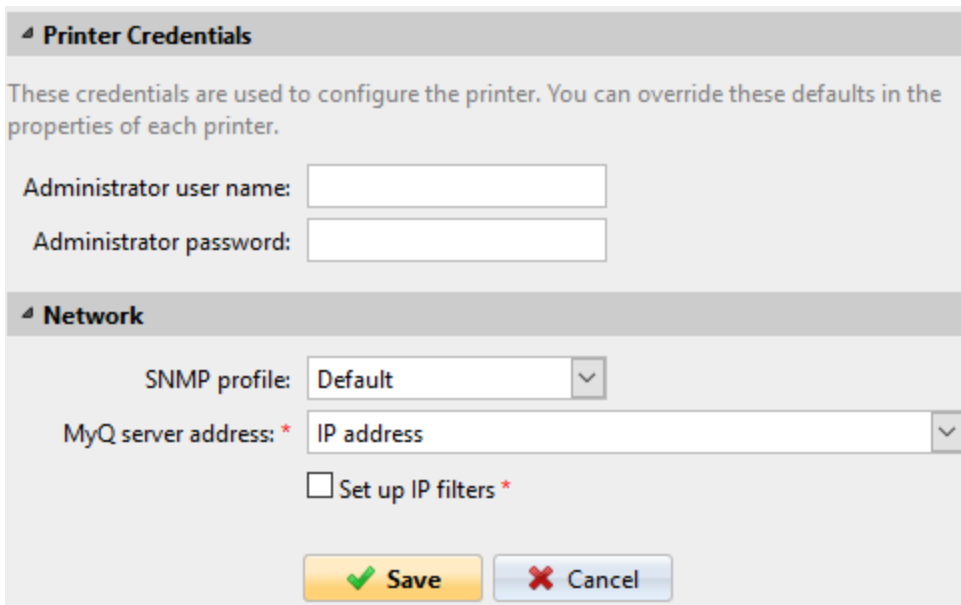 Printer Credentials
These credentials are used to configure the printer. You can override these defaults in the
properties of each printer.
Administrator user name:
Administrator password:
Network
SNMP profile: Default
MyQ server address: * IP address
Set up IP filters *
Save Cancel